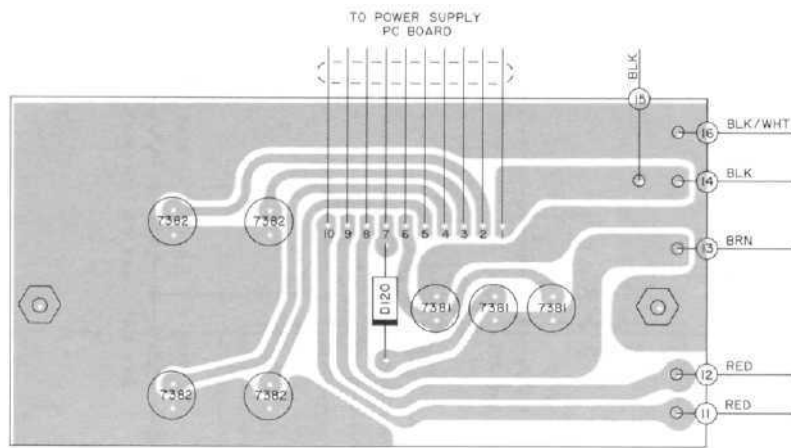 TO POWER SUPPLY
PC BOARD
BLK
15
16 BLK/WHT
14 BLK
7382 7382
10 9 8 7 6 5 4 3 2
13 BRN
D120
7381 7381 7381
12 RED
7382 7382
11 RED